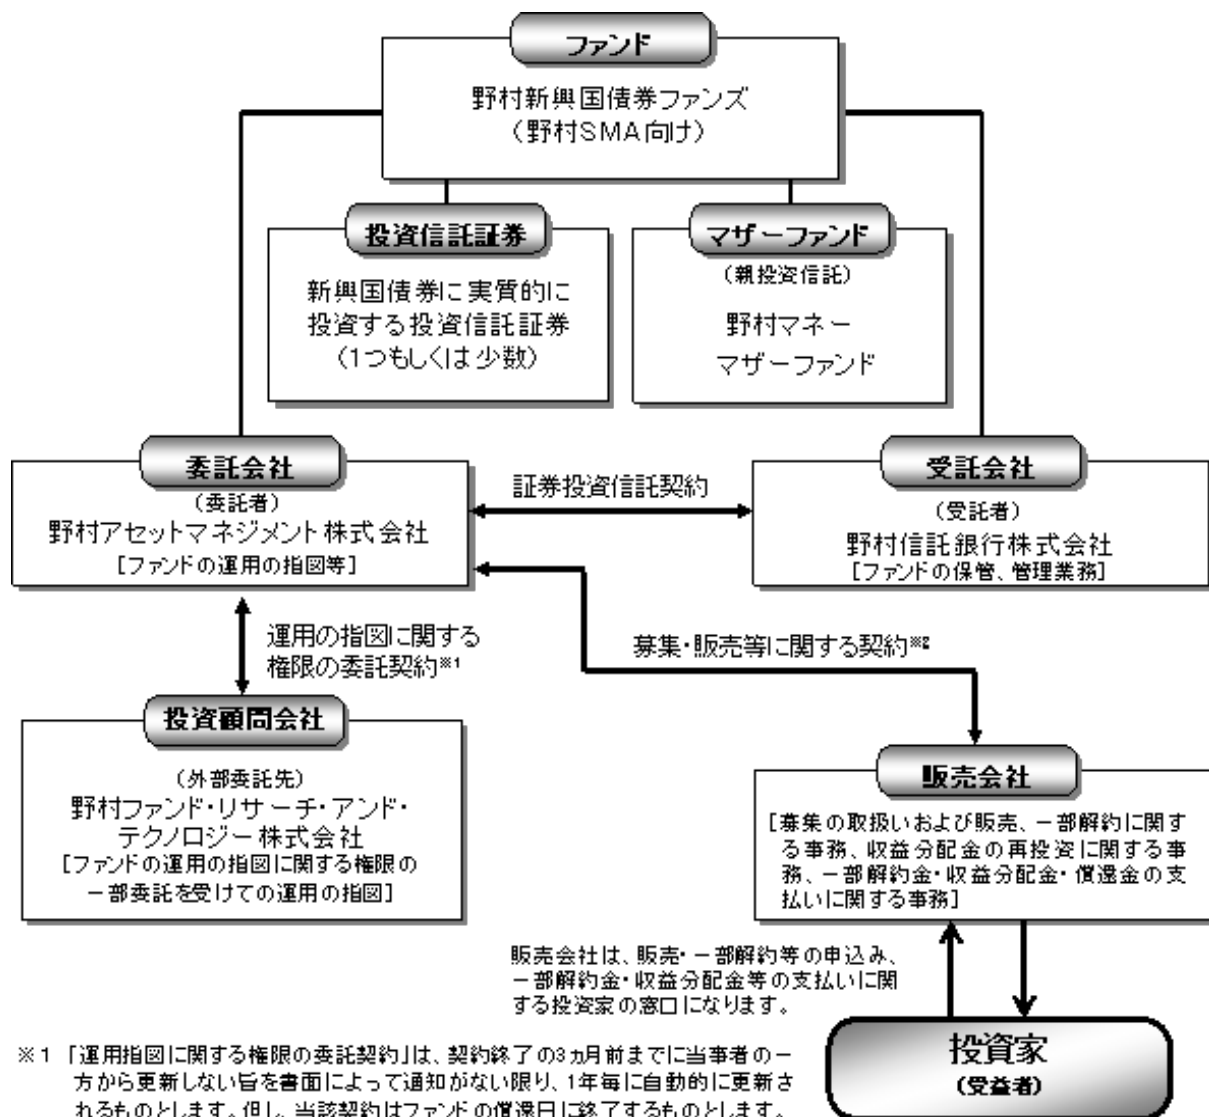 ファンド
野村新興国債券ファンズ
(野村SMA向け)
投資信託証券
新興国債券に実質的に
投資する投資信託証券
(1つもしくは少数)
マザーファンド
(親投資信託)
野村マネー
マザーファンド
委託会社
(委託者)
野村アセットマネジメント株式会社
[ファンドの運用の指図等]
証券投資信託契約
受託会社
(受託者)
野村信託銀行株式会社
[ファンドの保管、管理業務]
運用の指図に関する
権限の委託契約※1
募集・販売等に関する契約※2
投資顧問会社
(外部委託先)
野村ファンド・リサーチ・アンド・
テクノロジー株式会社
[ファンドの運用の指図に関する権限の
一部委託を受けての運用の指図]
販売会社
[募集の取扱いおよび販売、一部解約に関す
る事務、収益分配金の再投資に関する事
務、一部解約金・収益分配金・償還金の支
払いに関する事務]
販売会社は、販売・一部解約等の申込み、
一部解約金・収益分配金等の支払いに関
する投資家の窓口になります。
投資家
(受益者)
※1 「運用指図に関する権限の委託契約」は、契約終了の3ヵ月前までに当事者の一
方から更新しない旨を書面によって通知がない限り、1年毎に自動的に更新さ
れるものとします。但し、当該契約はファンドの償還日に終了するものとします。